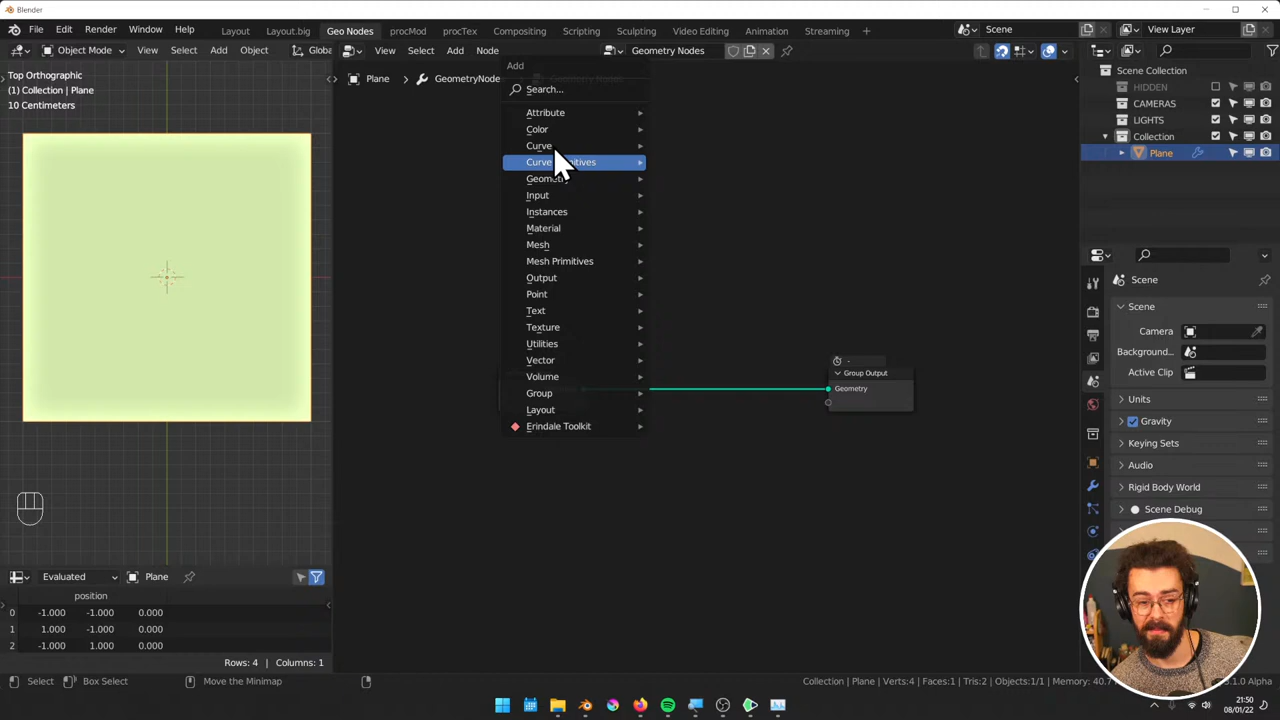 Blender
File Edit Render Window Help Layout Layout.big Geo Nodes procMod procTex Compositing Scripting Video Editing Animation Streaming + Scene View Layer
Object Mode View Select Add Object Globa View Select Add Node Geometry Nodes
Top Orthographic
(1) Collection | Plane
10 Centimeters
Plane GeometryNode
Add
Search...
Attribute
Color
Curve
Geometry
Input
Instances
Material
Mesh
Mesh Primitives
Output
Point
Text
Texture
Utilities
Vector
Volume
Group
Layout
Erindale Toolkit
Group Output
Geometry
Scene Collection
HIDDEN
CAMERAS
LIGHTS
Collection
Plane
Scene
Scene
Camera
Background...
Active Clip
Units
Gravity
Keying Sets
Audio
Rigid Body World
Scene Debug
Evaluated Plane
position
0 -1.000 -1.000 0.000
1 1.000 -1.000 0.000
2 -1.000 1.000 0.000
Rows: 4 | Columns: 1
Select Box Select Move the Minimap Collection | Plane | Verts:4 | Faces:1 | Tris:2 | Objects:1/1 | Memory: 40.7
.1.0 Alpha
21:50
08/01/22